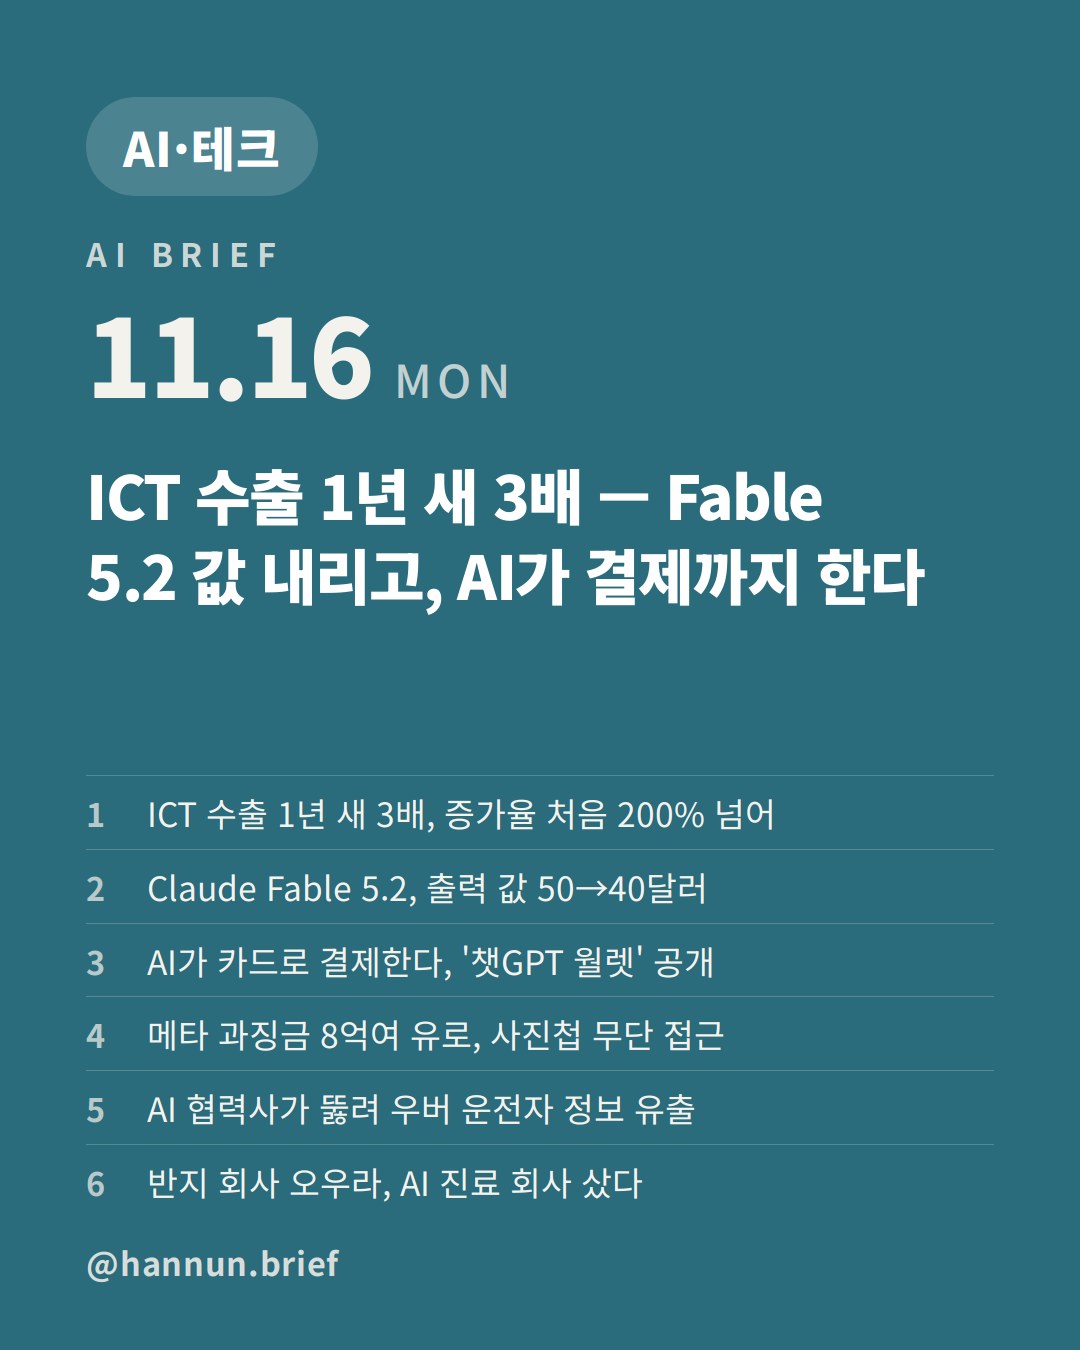 AI·테크
AI BRIEF
11.16 MON
ICT 수출 1년 새 3배 — Fable
5.2 값 내리고, AI가 결제까지 한다
1 ICT 수출 1년 새 3배, 증가율 처음 200% 넘어
2 Claude Fable 5.2, 출력 값 50→40달러
3 AI가 카드로 결제한다, '챗GPT 월렛' 공개
4 메타 과징금 8억여 유로, 사진첩 무단 접근
5 AI 협력사가 뚫려 우버 운전자 정보 유출
6 반지 회사 오우라, AI 진료 회사 샀다
@hannun.brief